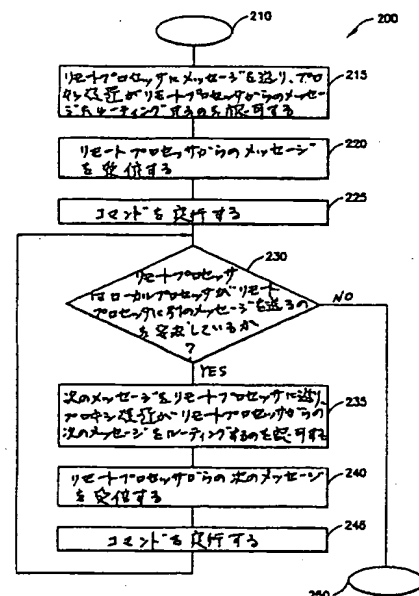 210
200
リモートプロセッサにメッセージを送り、プロ
キシ装置がリモートプロセッサからのメッセー
ジをルーティングするのを許可する
215
リモートプロセッサからのメッセージ
を受信する
220
コマンドを実行する
225
230
リモートプロセッサ
はローカルプロセッサがリモート
プロセッサに別のメッセージを送るの
を要求しているか
?
NO
YES
次のメッセージをリモートプロセッサに送り、
プロキシ装置がリモートプロセッサからの
次のメッセージをルーティングするのを許可する
235
リモートプロセッサからの次のメッセージ
を受信する
240
コマンドを実行する
245
250